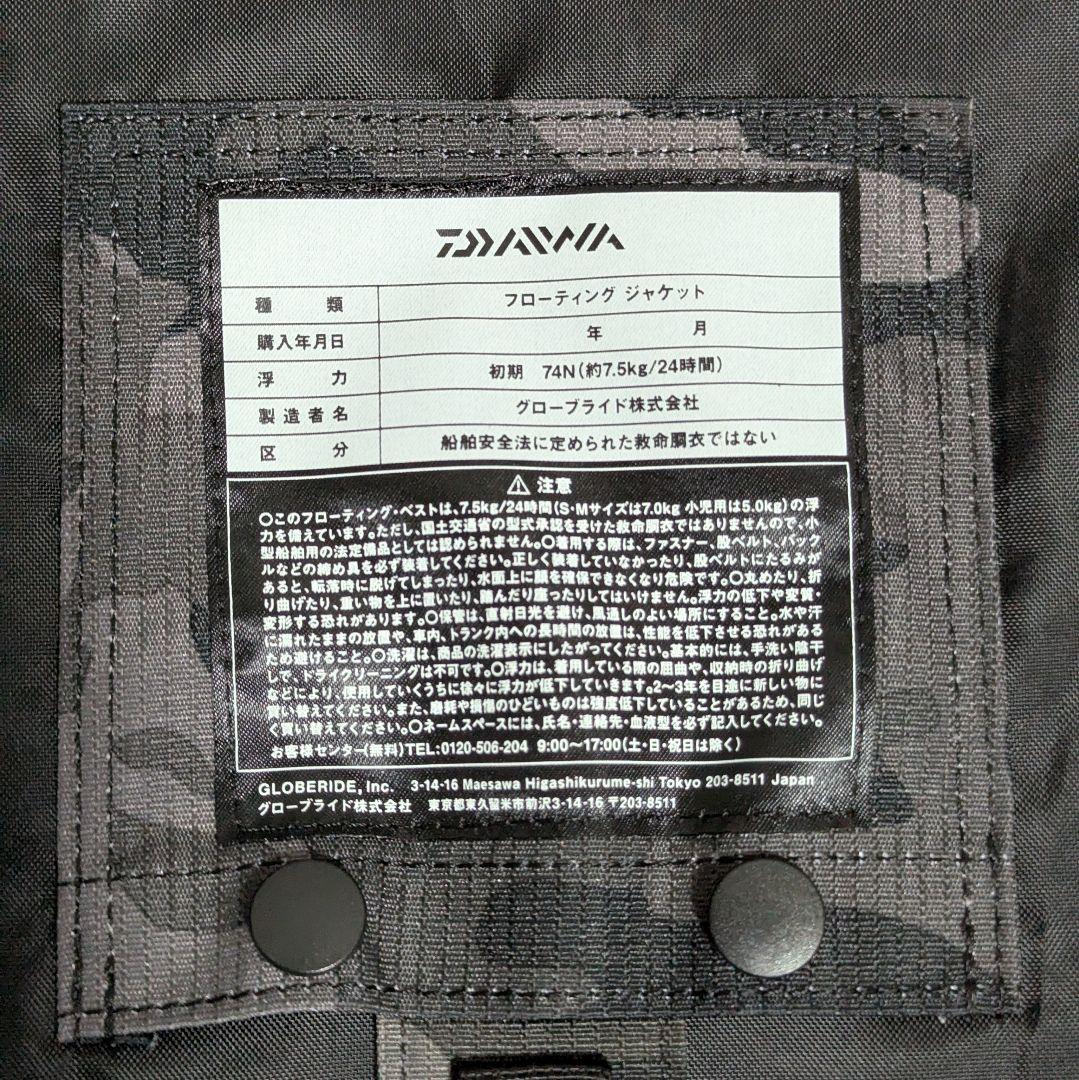 DAIWA
種類 フローティング ジャケット
購入年月日 年 月
浮力 初期 74N(約7.5kg/24時間)
製造者名 グローブライド株式会社
区分 船舶安全法に定められた救命胴衣ではない
⚠ 注意
○このフローティング・ベストは、7.5kg/24時間(S・Mサイズは7.0kg 小児用は5.0kg)の浮
力を備えています。ただし、国土交通省の型式承認を受けた救命胴衣ではありませんので、小
型船舶用の法定備品としては認められません。○着用する際は、ファスナー、股ベルト、バック
ルなどの締め具を必ず装着してください。正しく装着していなかったり、股ベルトにたるみが
あると、転落時に脱げてしまったり、水面上に顔を確保できなくなり危険です。○丸めたり、折
り曲げたり、重い物を上に置いたり、踏んだり座ったりしてはいけません。浮力の低下や変質・
変形する恐れがあります。○保管は、直射日光を避け、風通しのよい場所にすること。水や汗
に濡れたままの放置や、車内、トランク内への長時間の放置は、性能を低下させる恐れがある
ため避けること。○洗濯は、商品の洗濯表示にしたがってください。基本的には、手洗い陰干
して、ドライクリーニングは不可です。○浮力は、着用している際の屈曲や、収納時の折り曲げ
などにより、使用していくうちに徐々に浮力が低下していきます。2〜3年を目途に新しい物に
買い替えてください。また、磨耗や損傷のひどいものは強度低下していることがあるため、同じ
く買い替えてください。○ネームスペースには、氏名・連絡先・血液型を必ず記入してください。
お客様センター(無料)TEL:0120-506-204 9:00〜17:00(土・日・祝日は除く)
GLOBERIDE, Inc. 3-14-16 Maesawa Higashikurume-shi Tokyo 203-8511 Japan
グローブライド株式会社 東京都東久留米市前沢3-14-16 〒203-8511